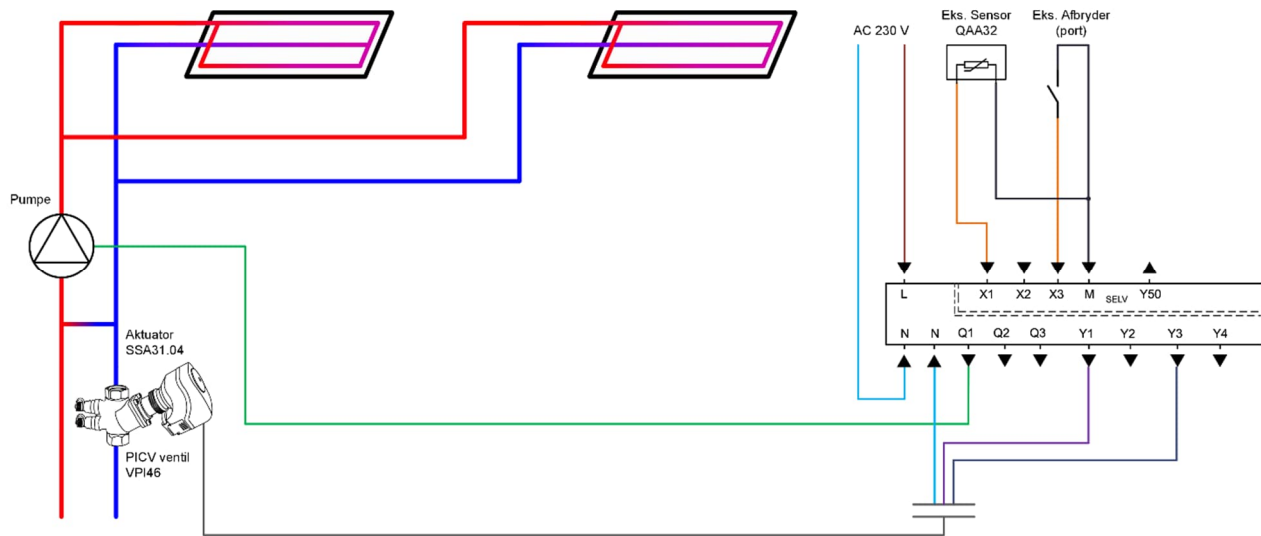 AC 230 V
Eks. Sensor
QAA32
Eks. Afbryder
(port)
Pumpe
L
X1
X2
X3
M
SELV
Y50
N
N
Q1
Q2
Q3
Y1
Y2
Y3
Y4
Aktuator
SSA31.04
PICV ventil
VPI46